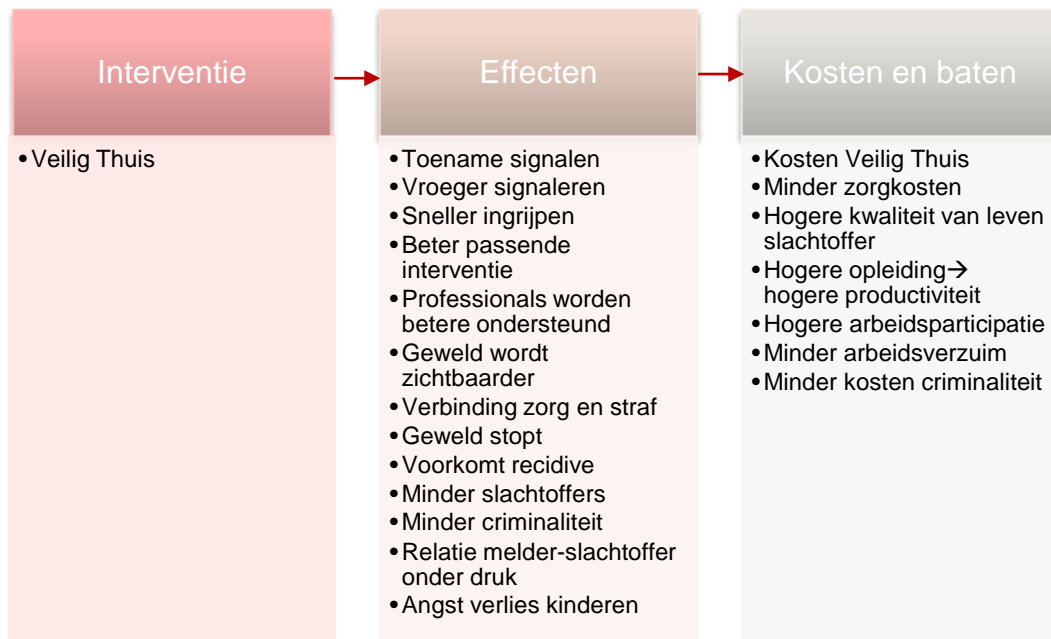 Interventie
• Veilig Thuis
Effecten
• Toename signalen
• Vroeger signaleren
• Sneller ingrijpen
• Beter passende
interventie
• Professionals worden
betere ondersteund
• Geweld wordt
zichtbaarder
• Verbinding zorg en straf
• Geweld stopt
• Voorkomt recidive
• Minder slachtoffers
• Minder criminaliteit
• Relatie melder-slachtoffer
onder druk
• Angst verlies kinderen
Kosten en baten
• Kosten Veilig Thuis
• Minder zorgkosten
• Hogere kwaliteit van leven
slachtoffer
• Hogere opleiding→
hogere productiviteit
• Hogere arbeidsparticipatie
• Minder arbeidsverzuim
• Minder kosten criminaliteit